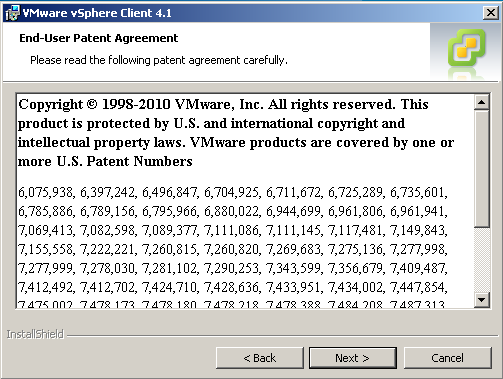 VMware vSphere Client 4.1
End-User Patent Agreement
Please read the following patent agreement carefully.
Copyright © 1998-2010 VMware, Inc. All rights reserved. This
product is protected by U.S. and international copyright and
intellectual property laws. VMware products are covered by one or
more U.S. Patent Numbers
6,075,938, 6,397,242, 6,496,847, 6,704,925, 6,711,672, 6,725,289, 6,735,601,
6,785,886, 6,789,156, 6,795,966, 6,880,022, 6,944,699, 6,961,806, 6,961,941,
7,069,413, 7,082,598, 7,089,377, 7,111,086, 7,111,145, 7,117,481, 7,149,843,
7,155,558, 7,222,221, 7,260,815, 7,260,820, 7,269,683, 7,275,136, 7,277,998,
7,277,999, 7,278,030, 7,281,102, 7,290,253, 7,343,599, 7,356,679, 7,409,487,
7,412,492, 7,412,702, 7,424,710, 7,428,636, 7,433,951, 7,434,002, 7,447,854,
7,475,002, 7,478,173, 7,478,180, 7,478,218, 7,478,388, 7,484,208, 7,487,313,
InstallShield
< Back
Next >
Cancel